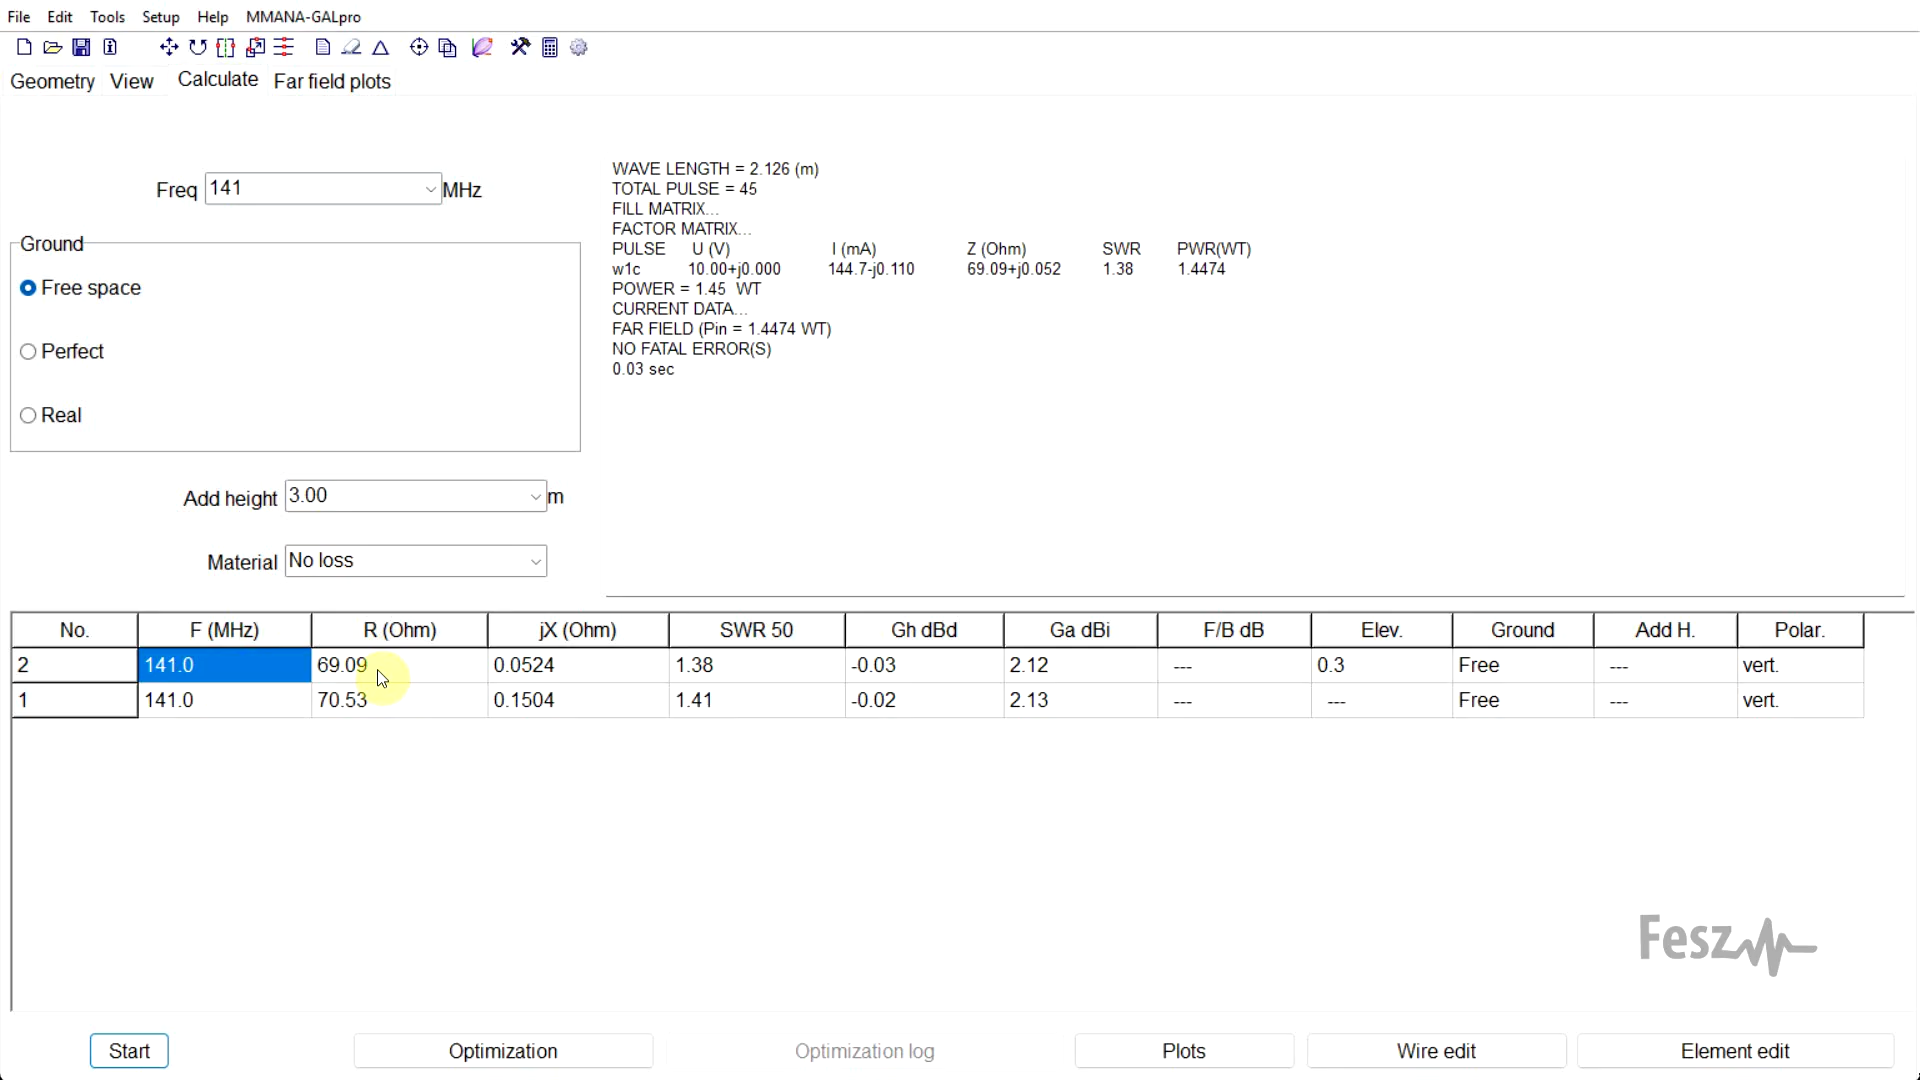 File Edit Tools Setup Help MMANA-GALpro
Geometry View Calculate Far field plots
Freq 141 MHz
Ground
Free space
Perfect
Real
Add height 3.00 m
Material No loss
WAVE LENGTH = 2.126 (m)
TOTAL PULSE = 45
FILL MATRIX...
FACTOR MATRIX...
PULSE U (V) I (mA) Z (Ohm) SWR PWR(WT)
w1c 10.00+j0.000 144.7-j0.110 69.09+j0.052 1.38 1.4474
POWER = 1.45 WT
CURRENT DATA...
FAR FIELD (Pin = 1.4474 WT)
NO FATAL ERROR(S)
0.03 sec
No. F (MHz) R (Ohm) jX (Ohm) SWR 50 Gh dBd Ga dBi F/B dB Elev. Ground Add H. Polar.
2 141.0 69.09 0.0524 1.38 -0.03 2.12 --- 0.3 Free --- vert.
1 141.0 70.53 0.1504 1.41 -0.02 2.13 --- --- Free --- vert.
Fesz
Start Optimization Optimization log Plots Wire edit Element edit